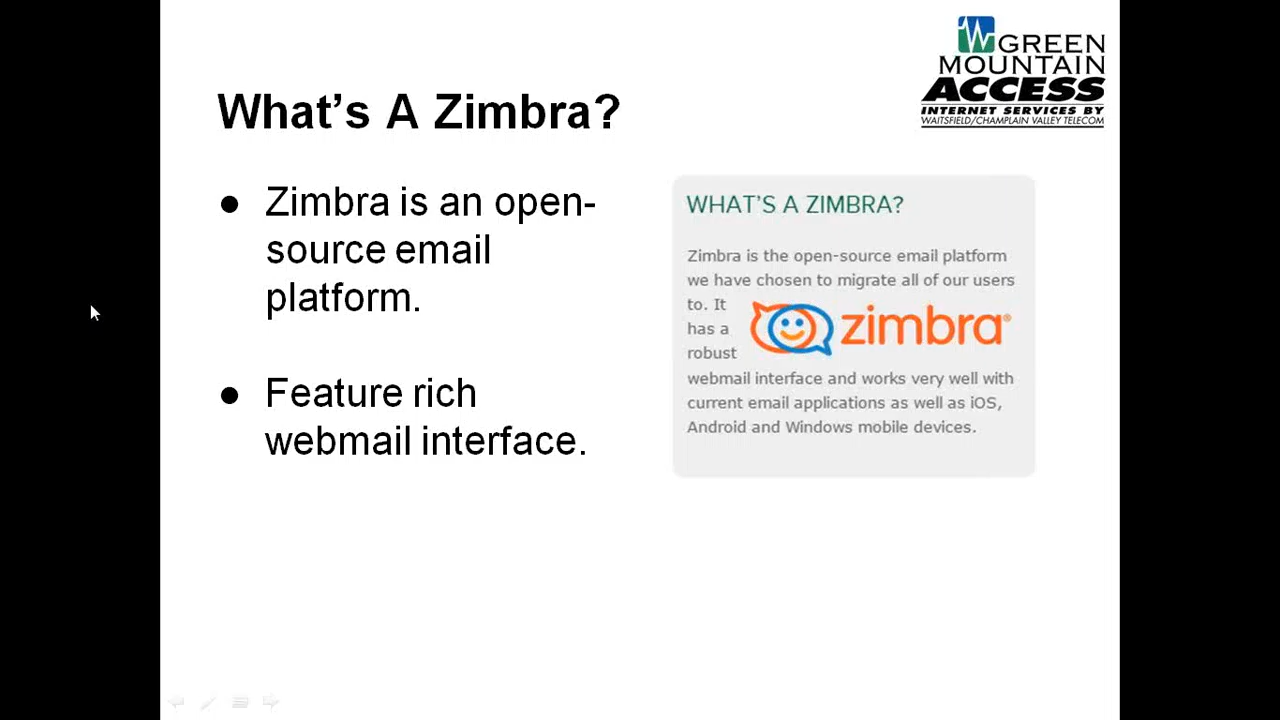 GREEN
MOUNTAIN
ACCESS
INTERNET SERVICES BY
WAITSFIELD/CHAMPLAIN VALLEY TELECOM
What's A Zimbra?
● Zimbra is an open-
source email
platform.
● Feature rich
webmail interface.
WHAT'S A ZIMBRA?
Zimbra is the open-source email platform
we have chosen to migrate all of our users
to. It
has a
robust
zimbra®
webmail interface and works very well with
current email applications as well as iOS,
Android and Windows mobile devices.